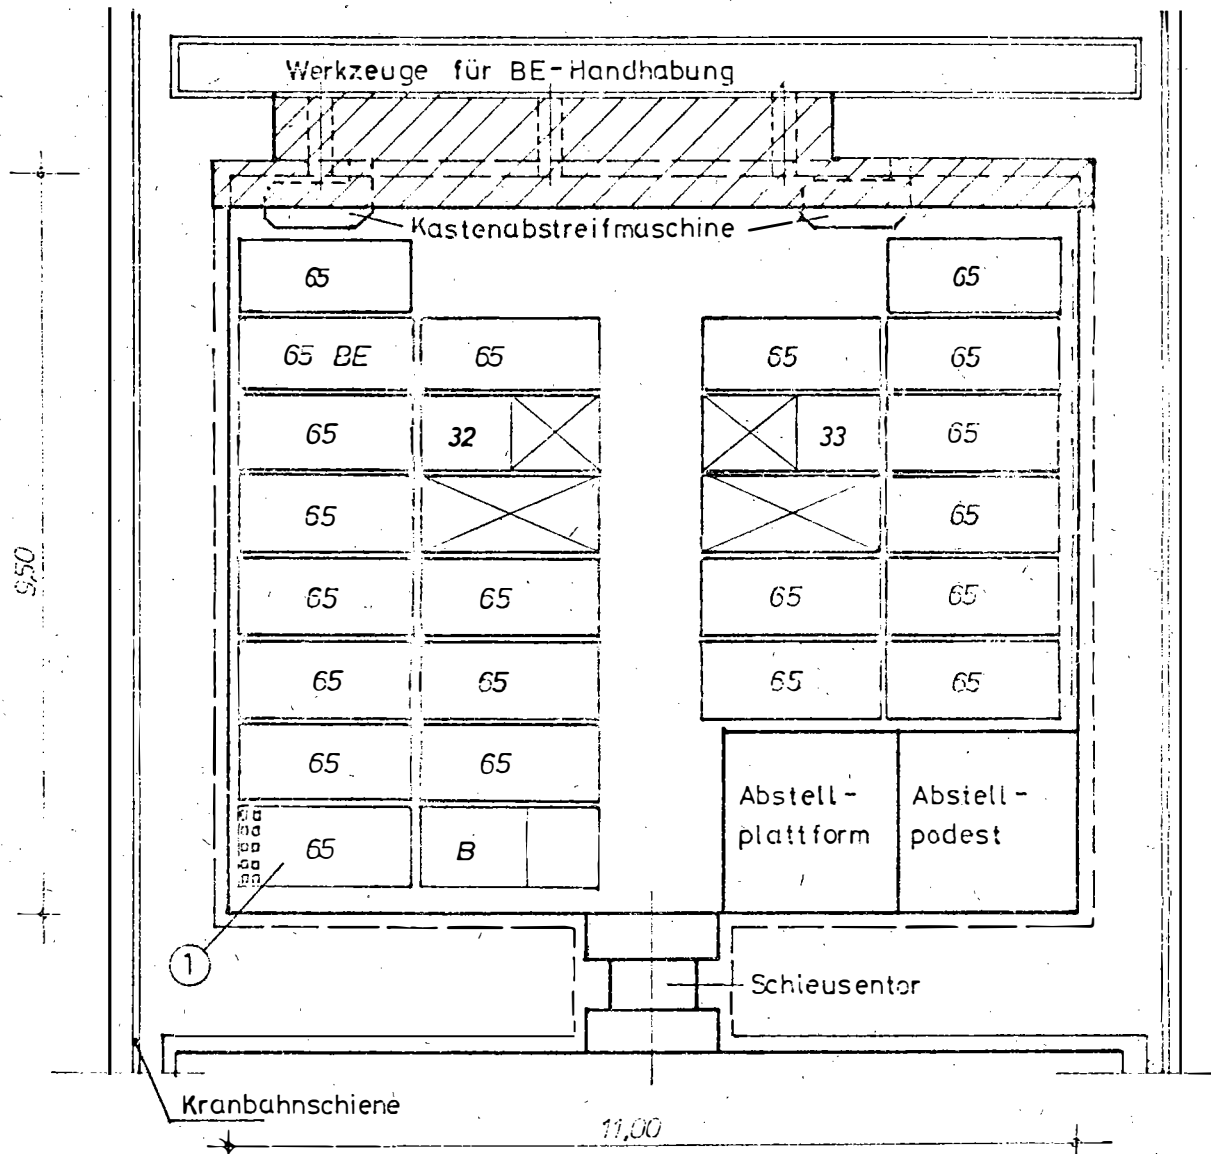 Werkzeuge für BE-Handhabung
Kastenabstreifmaschine
65 65
65 BE 65 65 65
65 32 33 65
65 65
65 65 65 65
65 65 65 65
65 65
65 B
Abstell-
plattform
Abstell-
podest
1
Schleusentor
Kranbahnschiene
9,50
11,00